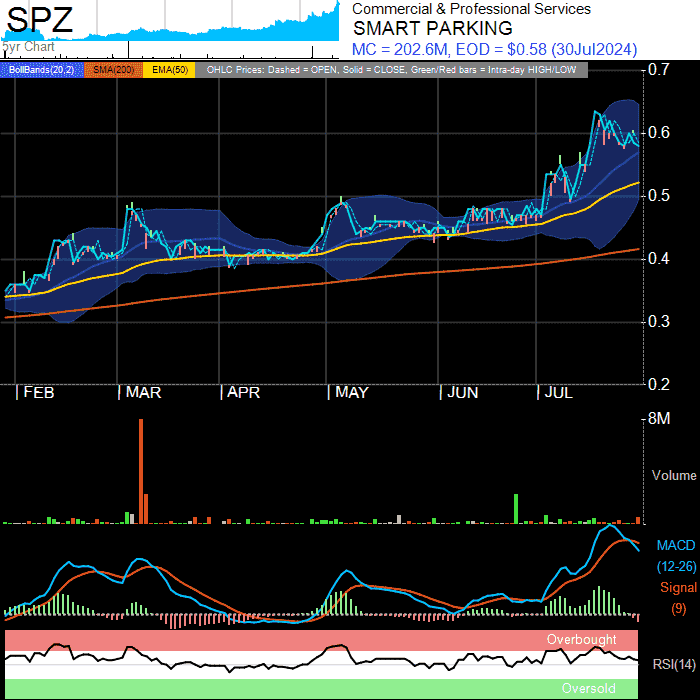 SPZ
5yr Chart
Commercial & Professional Services
SMART PARKING
MC = 202.6M, EOD = $0.58 (30Jul2024)
BollBands(20,2) SMA(200) EMA(50) OHLC Prices: Dashed = OPEN, Solid = CLOSE, Green/Red bars = Intra-day HIGH/LOW
0.7
0.6
0.5
0.4
0.3
0.2
FEB MAR APR MAY JUN JUL
8M
Volume
MACD
(12-26)
Signal
(9)
Overbought
RSI(14)
Oversold